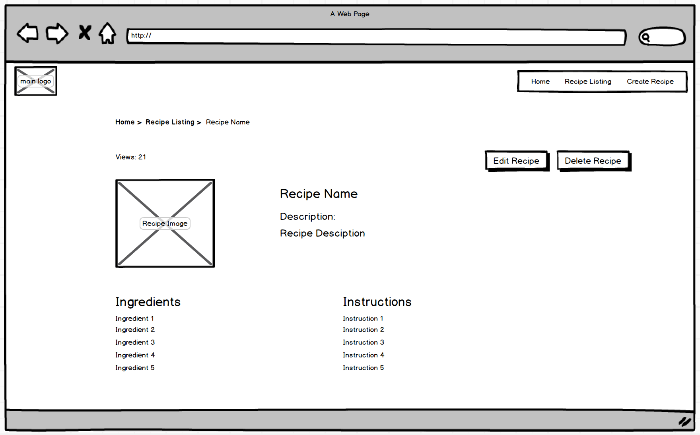 A Web Page
http://
main logo
Home Recipe Listing Create Recipe
Home > Recipe Listing > Recipe Name
Views: 21
Edit Recipe Delete Recipe
Recipe Image
Recipe Name
Description:
Recipe Desciption
Ingredients
Ingredient 1
Ingredient 2
Ingredient 3
Ingredient 4
Ingredient 5
Instructions
Instruction 1
Instruction 2
Instruction 3
Instruction 4
Instruction 5